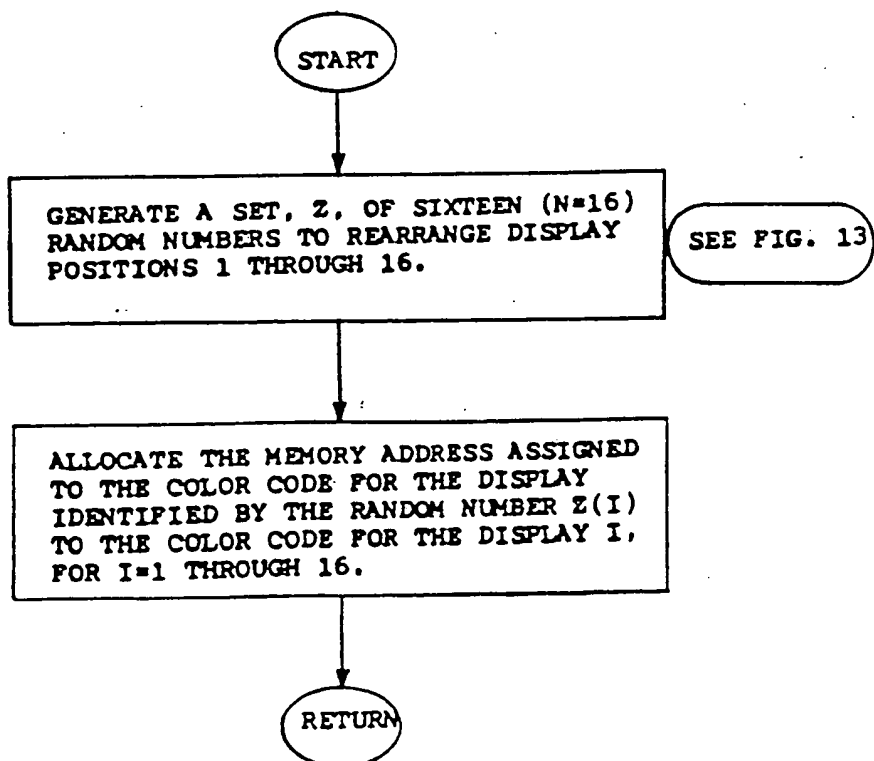 START
GENERATE A SET, Z, OF SIXTEEN (N=16)
RANDOM NUMBERS TO REARRANGE DISPLAY
POSITIONS 1 THROUGH 16.
SEE FIG. 13
ALLOCATE THE MEMORY ADDRESS ASSIGNED
TO THE COLOR CODE FOR THE DISPLAY
IDENTIFIED BY THE RANDOM NUMBER Z(I)
TO THE COLOR CODE FOR THE DISPLAY I,
FOR I=1 THROUGH 16.
RETURN